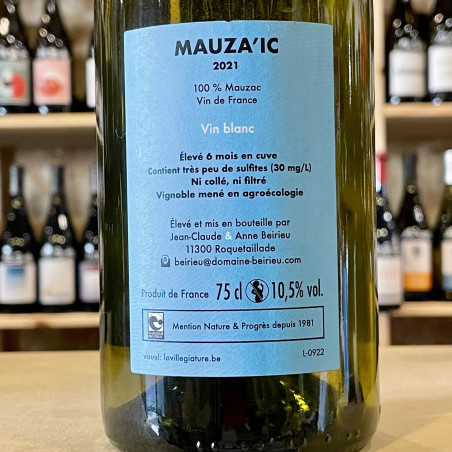 MAUZA'IC
2021
100 % Mauzac
Vin de France
Vin blanc
Élevé 6 mois en cuve
Contient très peu de sulfites (30 mg/L)
Ni collé, ni filtré
Vignoble mené en agroécologie
Élevé et mis en bouteille par
Jean-Claude & Anne Beirieu
11300 Roquetaillade
beirieu@domaine-beirieu.com
Produit de France 75 cl 10,5% vol.
Mention Nature & Progrès depuis 1981
visuel: lavillegiature.be L-0922